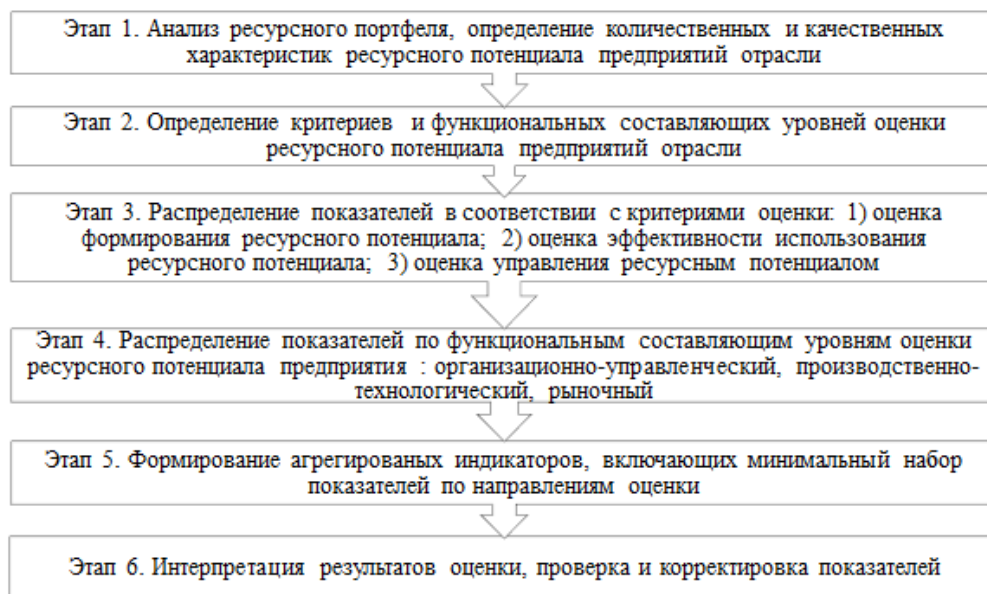 Этап 1. Анализ ресурсного портфеля, определение количественных и качественных
характеристик ресурсного потенциала предприятий отрасли
Этап 2. Определение критериев и функциональных составляющих уровней оценки
ресурсного потенциала предприятий отрасли
Этап 3. Распределение показателей в соответствии с критериями оценки: 1) оценка
формирования ресурсного потенциала; 2) оценка эффективности использования
ресурсного потенциала; 3) оценка управления ресурсным потенциалом
Этап 4. Распределение показателей по функциональным составляющим уровням оценки
ресурсного потенциала предприятия : организационно-управленческий, производственно-
технологический, рыночный
Этап 5. Формирование агрегированых индикаторов, включающих минимальный набор
показателей по направлениям оценки
Этап 6. Интерпретация результатов оценки, проверка и корректировка показателей